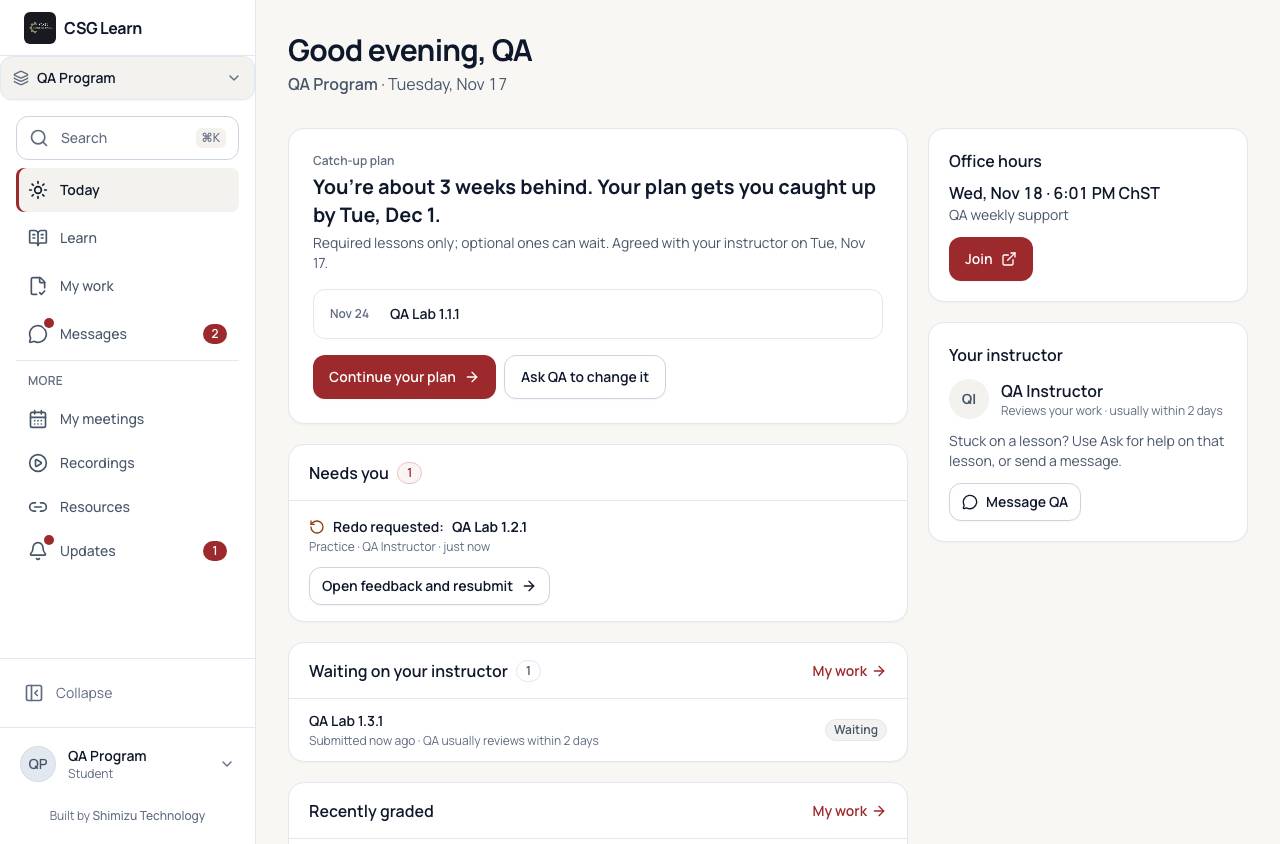 CSG Learn
QA Program
Search ⌘K
Today
Learn
My work
Messages 2
MORE
My meetings
Recordings
Resources
Updates 1
Collapse
QP QA Program
Student
Built by Shimizu Technology
Good evening, QA
QA Program · Tuesday, Nov 17
Catch-up plan
You're about 3 weeks behind. Your plan gets you caught up
by Tue, Dec 1.
Required lessons only; optional ones can wait. Agreed with your instructor on Tue, Nov
17.
Nov 24 QA Lab 1.1.1
Continue your plan → Ask QA to change it
Needs you 1
Redo requested: QA Lab 1.2.1
Practice · QA Instructor · just now
Open feedback and resubmit →
Waiting on your instructor 1 My work →
QA Lab 1.3.1 Waiting
Submitted now ago · QA usually reviews within 2 days
Recently graded My work →
Office hours
Wed, Nov 18 · 6:01 PM ChST
QA weekly support
Join
Your instructor
QI QA Instructor
Reviews your work · usually within 2 days
Stuck on a lesson? Use Ask for help on that
lesson, or send a message.
Message QA